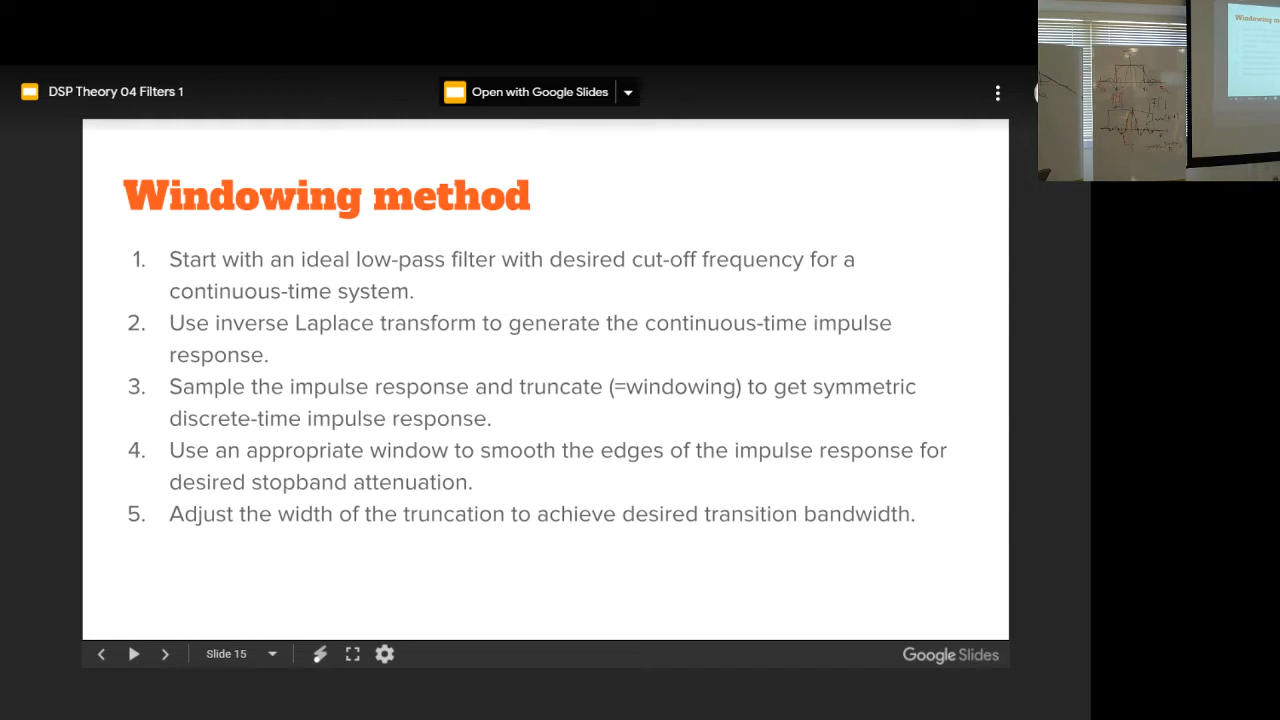 DSP Theory 04 Filters 1
Open with Google Slides
Windowing me
Windowing method
1. Start with an ideal low-pass filter with desired cut-off frequency for a
continuous-time system.
2. Use inverse Laplace transform to generate the continuous-time impulse
response.
3. Sample the impulse response and truncate (=windowing) to get symmetric
discrete-time impulse response.
4. Use an appropriate window to smooth the edges of the impulse response for
desired stopband attenuation.
5. Adjust the width of the truncation to achieve desired transition bandwidth.
Slide 15
Google Slides